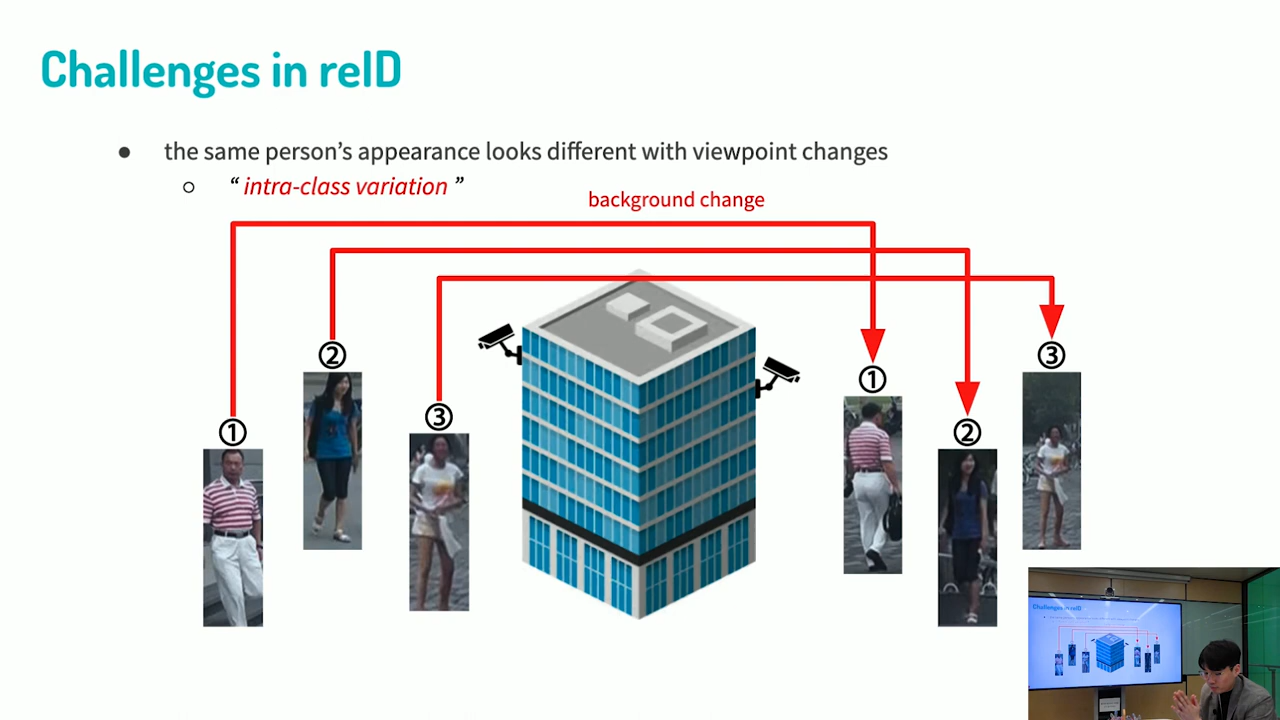 Challenges in reID
● the same person's appearance looks different with viewpoint changes
○ “ intra-class variation ”
background change
②
③
①
③
①
②
Challenges in reID